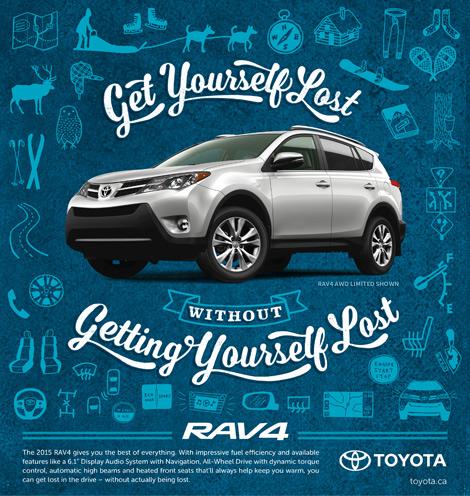 Get Yourself Lost
RAV4 AWD LIMITED SHOWN
WITHOUT
Getting Yourself Lost
ENGINE
START
STOP
RAV4
The 2015 RAV4 gives you the best of everything. With impressive fuel efficiency and available
features like a 6.1" Display Audio System with Navigation, All-Wheel Drive with dynamic torque
control, automatic high beams and heated front seats that'll always help keep you warm, you
can get lost in the drive – without actually being lost.
TOYOTA
toyota.ca